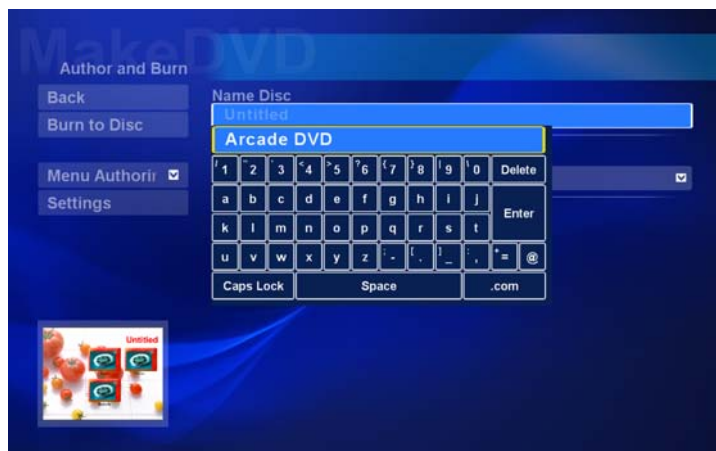 MakeDVD
Author and Burn
Back
Burn to Disc
Menu Authorin
Settings
Name Disc
Untitled
Arcade DVD
! 1 " 2 3 < 4 > 5 ? 6 { 7 } 8 | 9 \ 0 Delete
a b c d e f g h i j
Enter
k l m n o p q r s t
u v w x y z ; - [ . ] _ : , + = @
Caps Lock Space .com
Untitled